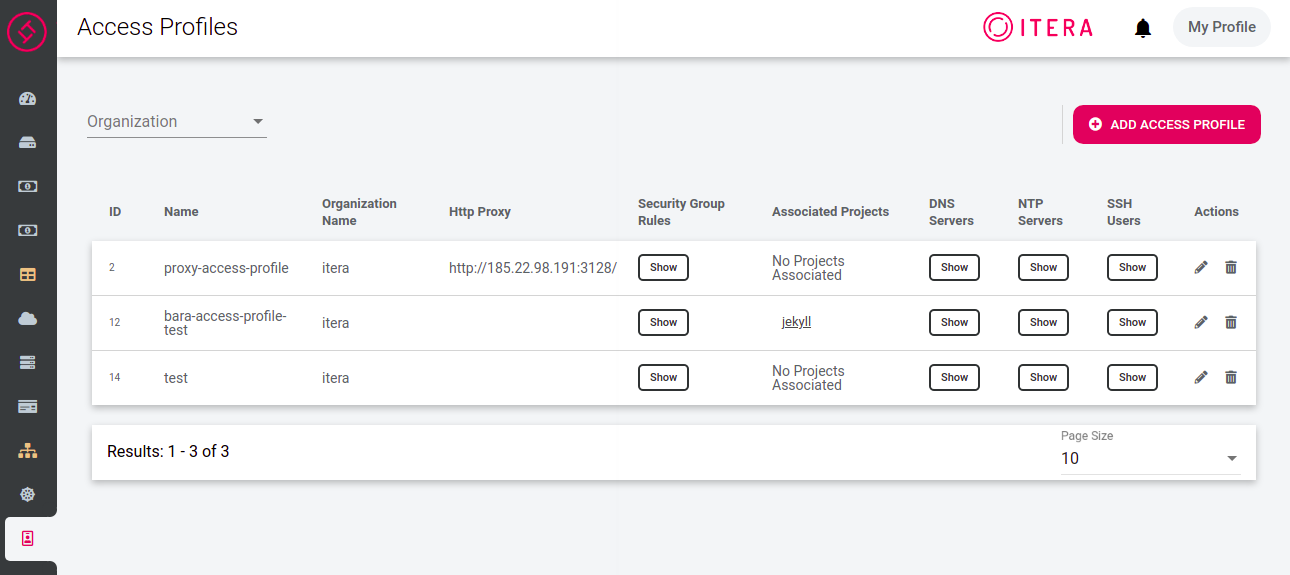 Access Profiles
ITERA
My Profile
Organization
ADD ACCESS PROFILE
ID Name Organization Name Http Proxy Security Group Rules Associated Projects DNS Servers NTP Servers SSH Users Actions
2 proxy-access-profile itera http://185.22.98.191:3128/ Show No Projects Associated Show Show Show
12 bara-access-profile-test itera Show jekyll Show Show Show
14 test itera Show No Projects Associated Show Show Show
Results: 1 - 3 of 3
Page Size
10